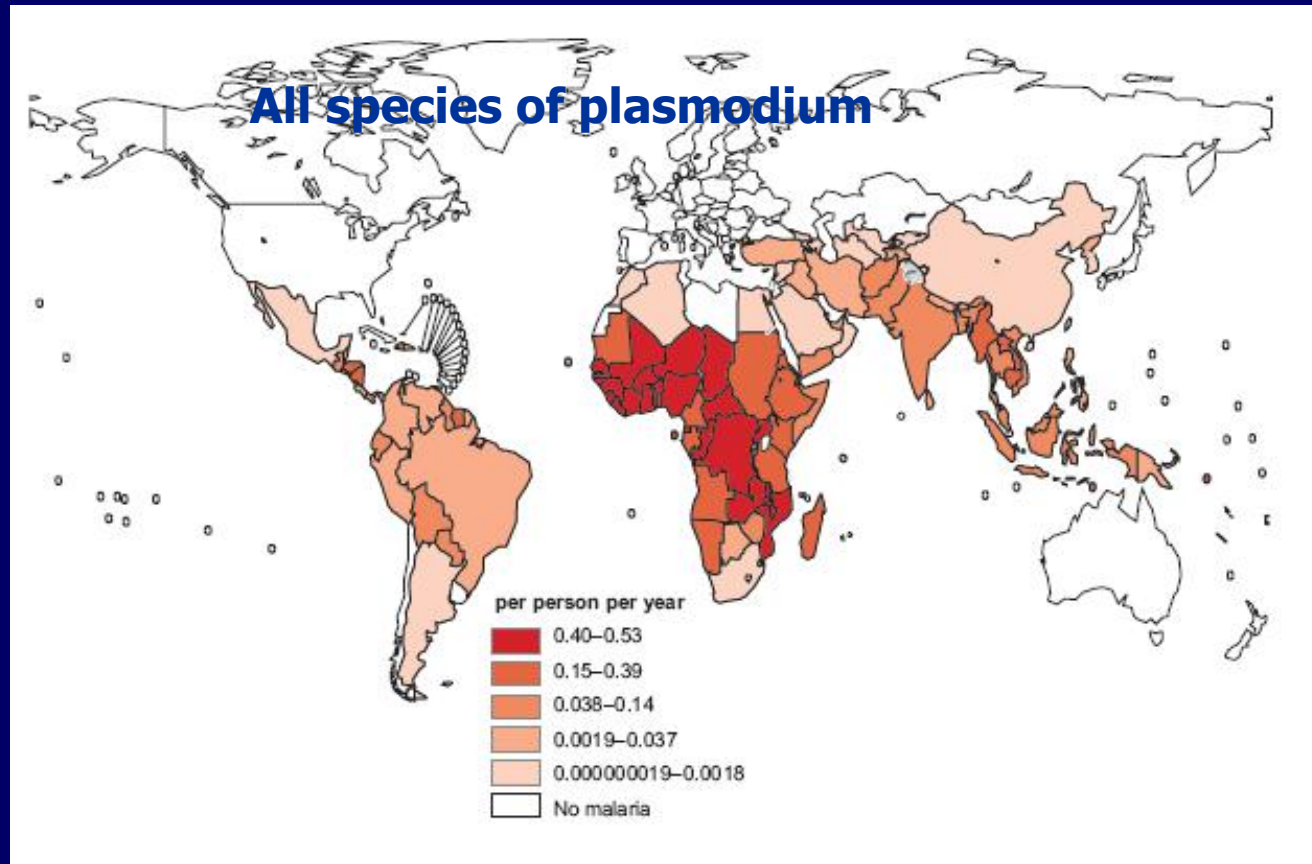 All species of plasmodium
per person per year
0.40–0.53
0.15–0.39
0.038–0.14
0.0019–0.037
0.000000019–0.0018
No malaria